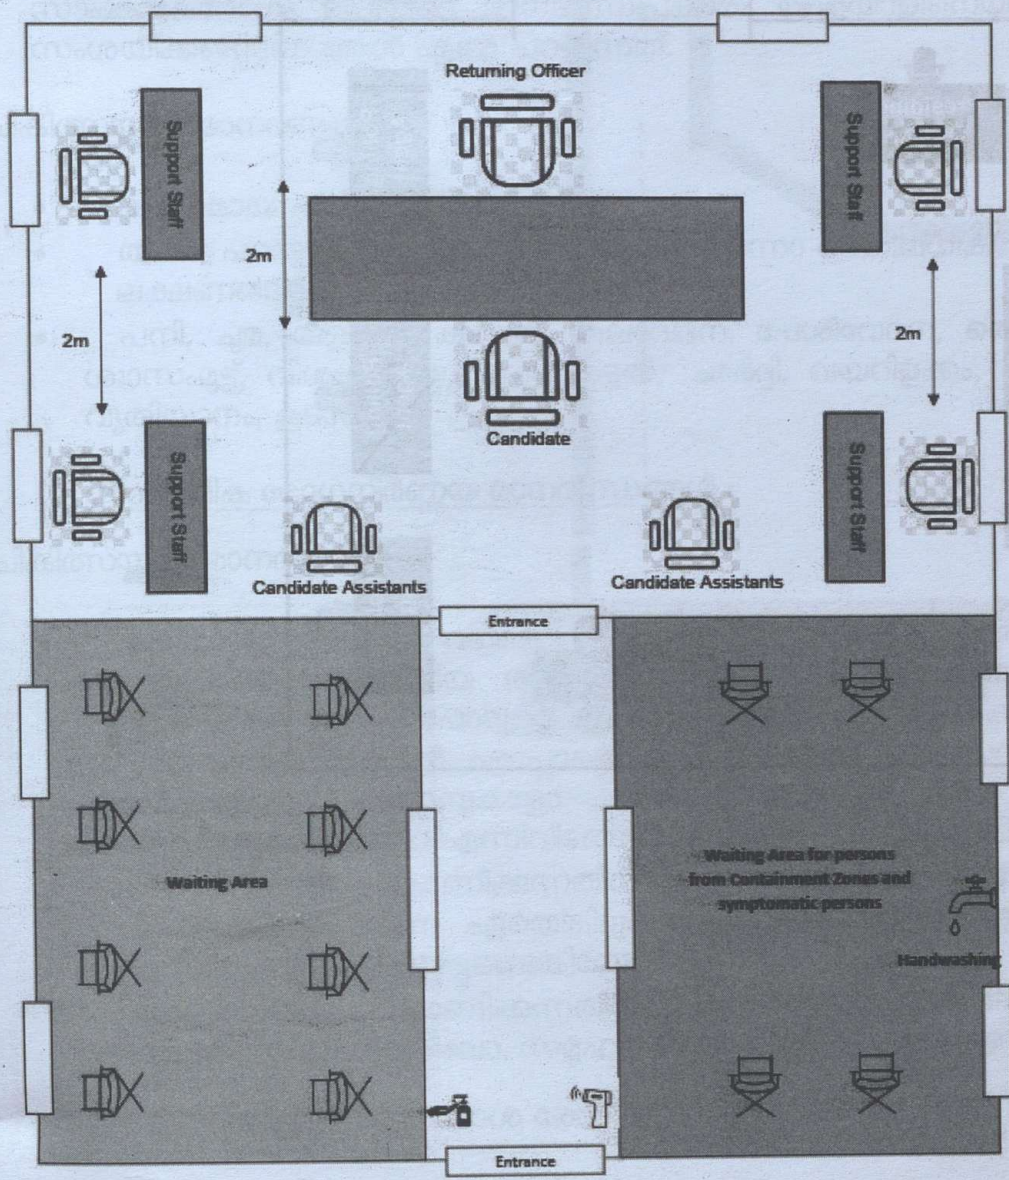 Returning Officer
Support Staff
Support Staff
2m
2m
2m
Candidate
Support Staff
Support Staff
Candidate Assistants
Candidate Assistants
Entrance
Waiting Area
Waiting Area for persons
from Containment Zones and
symptomatic persons
Handwashing
Entrance